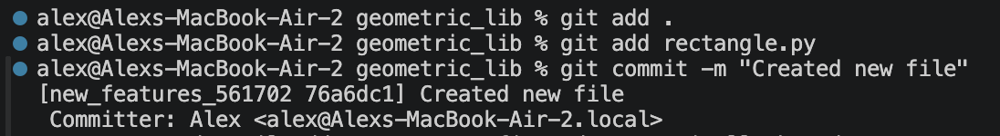 alex@Alexs-MacBook-Air-2 geometric_lib % git add .
alex@Alexs-MacBook-Air-2 geometric_lib % git add rectangle.py
alex@Alexs-MacBook-Air-2 geometric_lib % git commit -m "Created new file"
[new_features_561702 76a6dc1] Created new file
Committer: Alex <alex@Alexs-MacBook-Air-2.local>